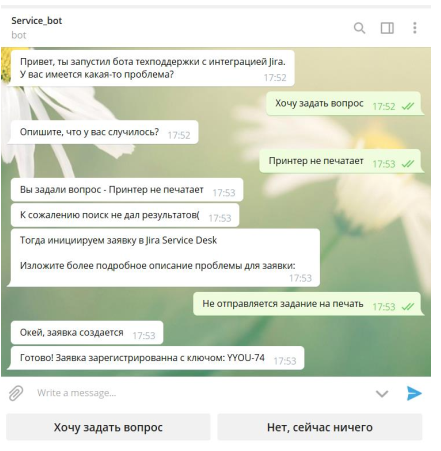 Service_bot
bot
Привет, ты запустил бота техподдержки с интеграцией Jira.
У вас имеется какая-то проблема?
17:52
Хочу задать вопрос 17:52
Опишите, что у вас случилось? 17:52
Принтер не печатает 17:53
Вы задали вопрос - Принтер не печатает 17:53
К сожалению поиск не дал результатов( 17:53
Тогда инициируем заявку в Jira Service Desk
Изложите более подробное описание проблемы для заявки:
17:53
Не отправляется задание на печать 17:53
Окей, заявка создается 17:53
Готово! Заявка зарегистрированна с ключом: YYOU-74 17:53
Write a message...
Хочу задать вопрос
Нет, сейчас ничего